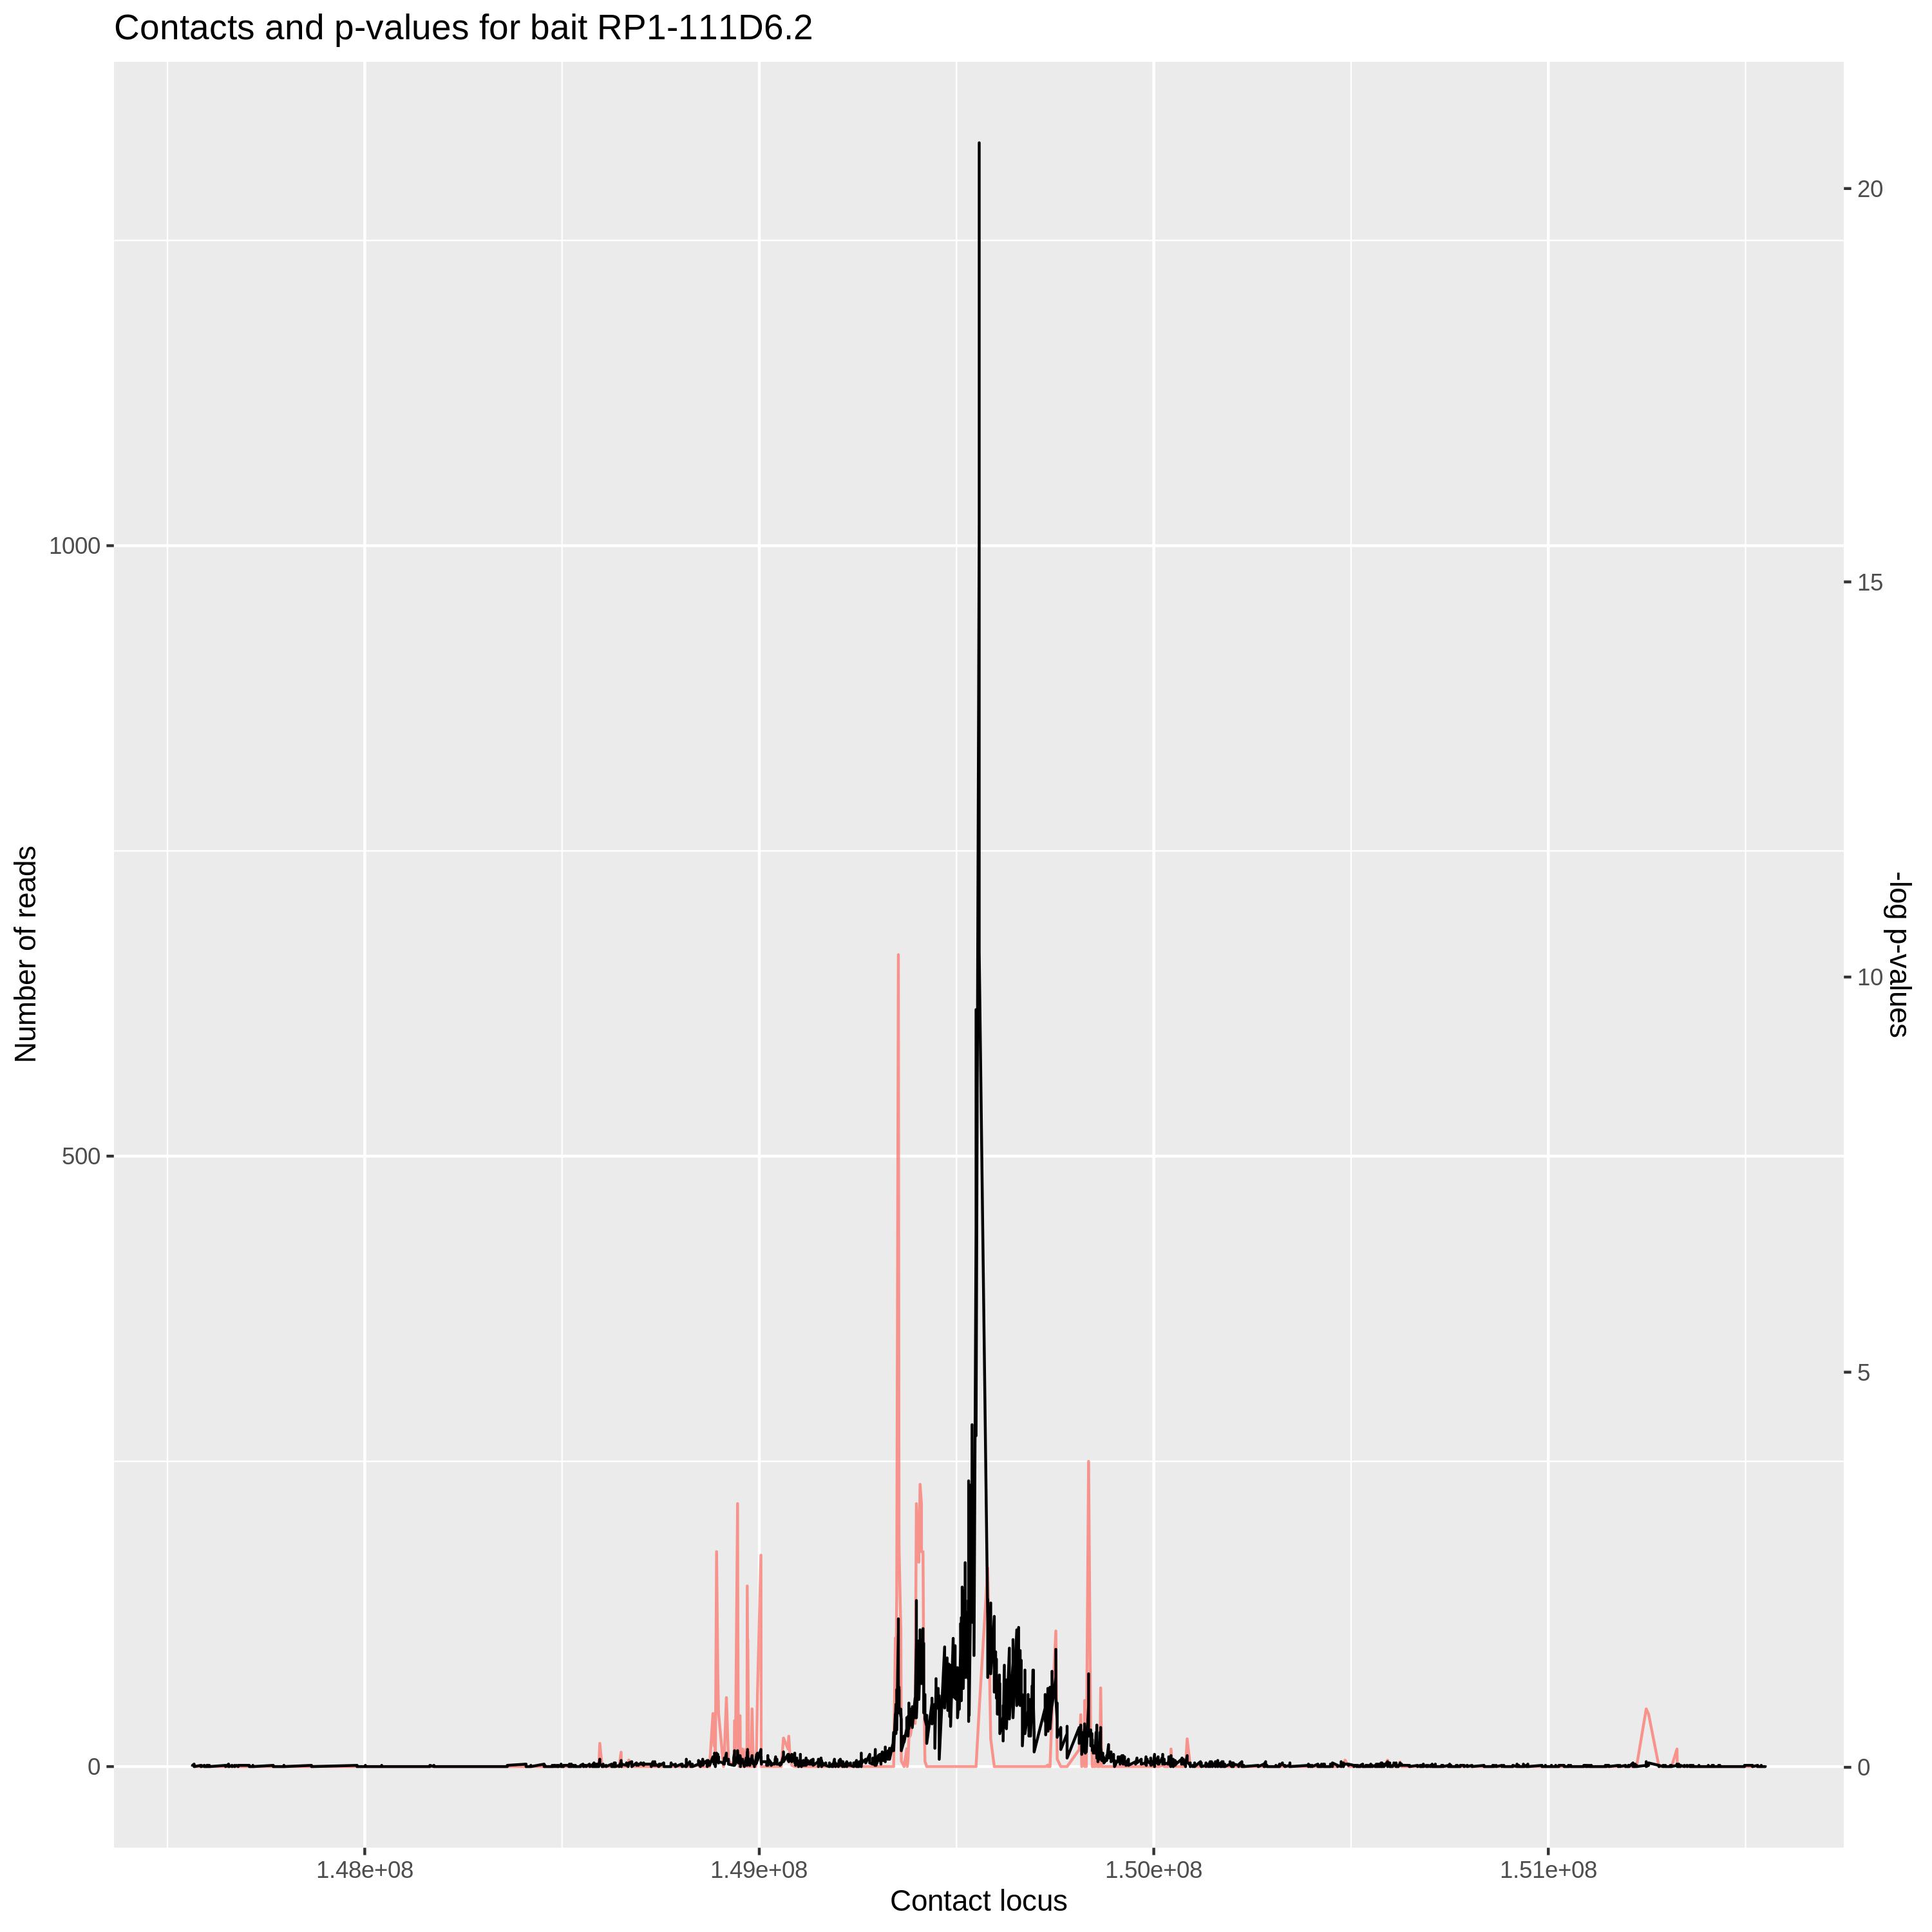 Contacts and p-values for bait RP1-111D6.2
20
1000
15
Number of reads
-log p-values
10
500
5
0
0
1.48e+08
1.49e+08
1.50e+08
1.51e+08
Contact locus